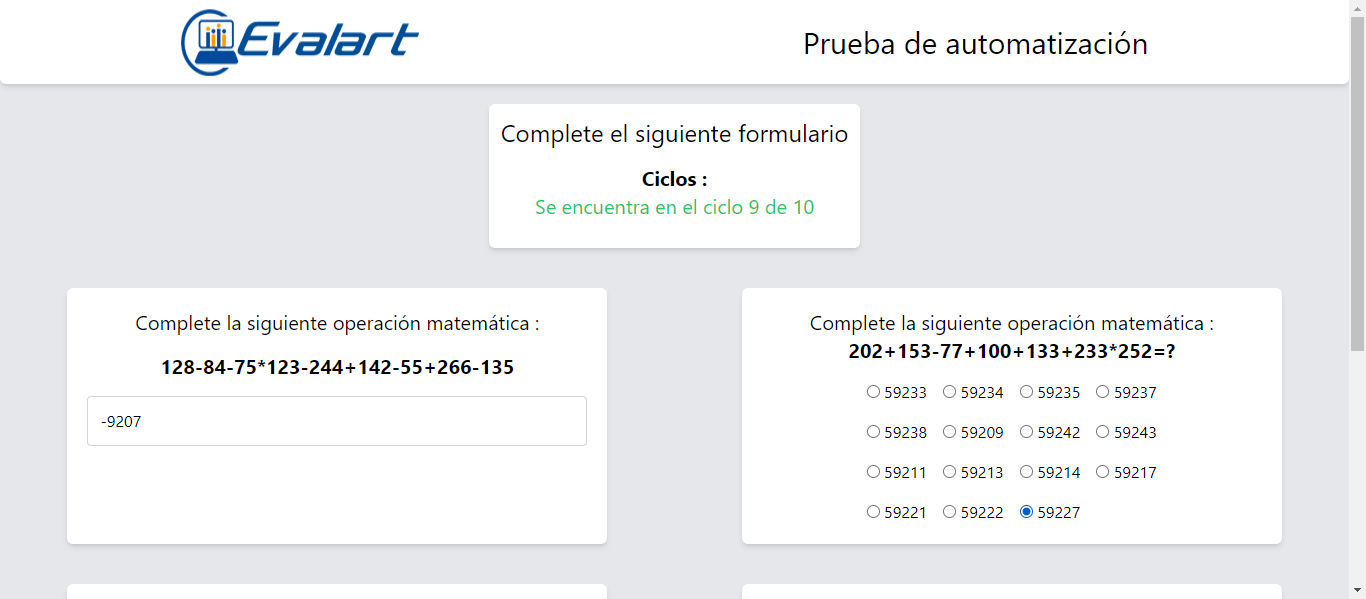 Evalart
Prueba de automatización
Complete el siguiente formulario
Ciclos :
Se encuentra en el ciclo 9 de 10
Complete la siguiente operación matemática :
128-84-75*123-244+142-55+266-135
-9207
Complete la siguiente operación matemática :
202+153-77+100+133+233*252=?
59233 59234 59235 59237
59238 59209 59242 59243
59211 59213 59214 59217
59221 59222 59227